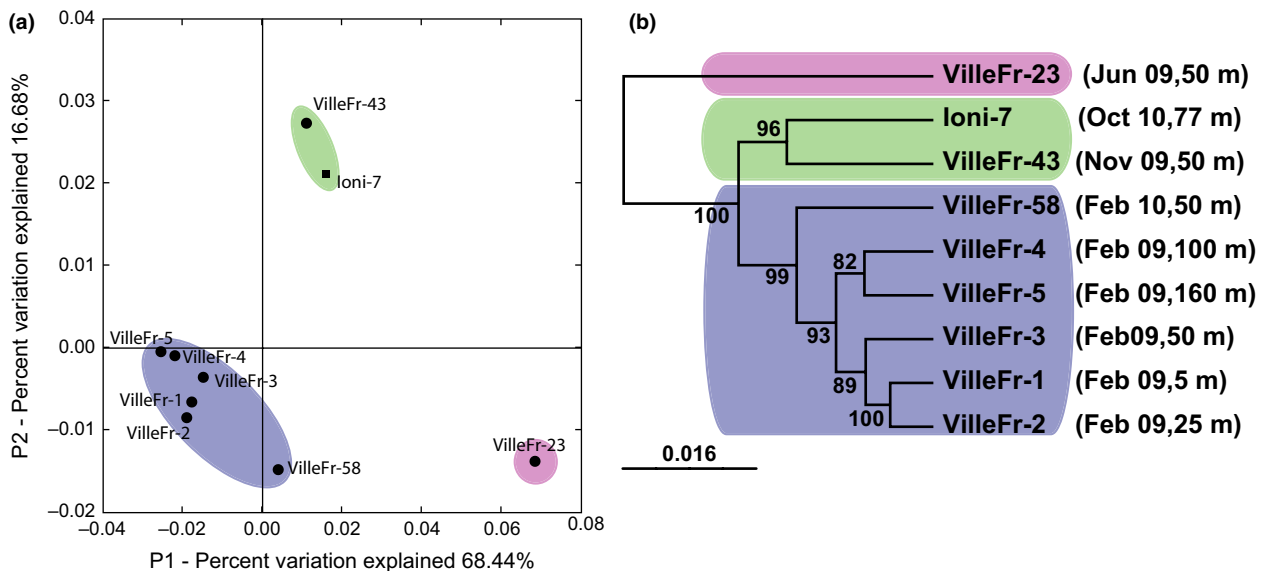 (a)
0.04
0.03
0.02
0.01
0.00
−0.01
−0.02
P2 - Percent variation explained 16.68%
VilleFr-43
Ioni-7
VilleFr-5
VilleFr-4
VilleFr-3
VilleFr-1
VilleFr-2
VilleFr-58
VilleFr-23
−0.04
−0.02
0.00
0.02
0.04
0.06
0.08
P1 - Percent variation explained 68.44%
(b)
VilleFr-23 (Jun 09,50 m)
Ioni-7 (Oct 10,77 m)
VilleFr-43 (Nov 09,50 m)
VilleFr-58 (Feb 10,50 m)
VilleFr-4 (Feb 09,100 m)
VilleFr-5 (Feb 09,160 m)
VilleFr-3 (Feb09,50 m)
VilleFr-1 (Feb 09,5 m)
VilleFr-2 (Feb 09,25 m)
96
100
99
82
93
89
100
0.016